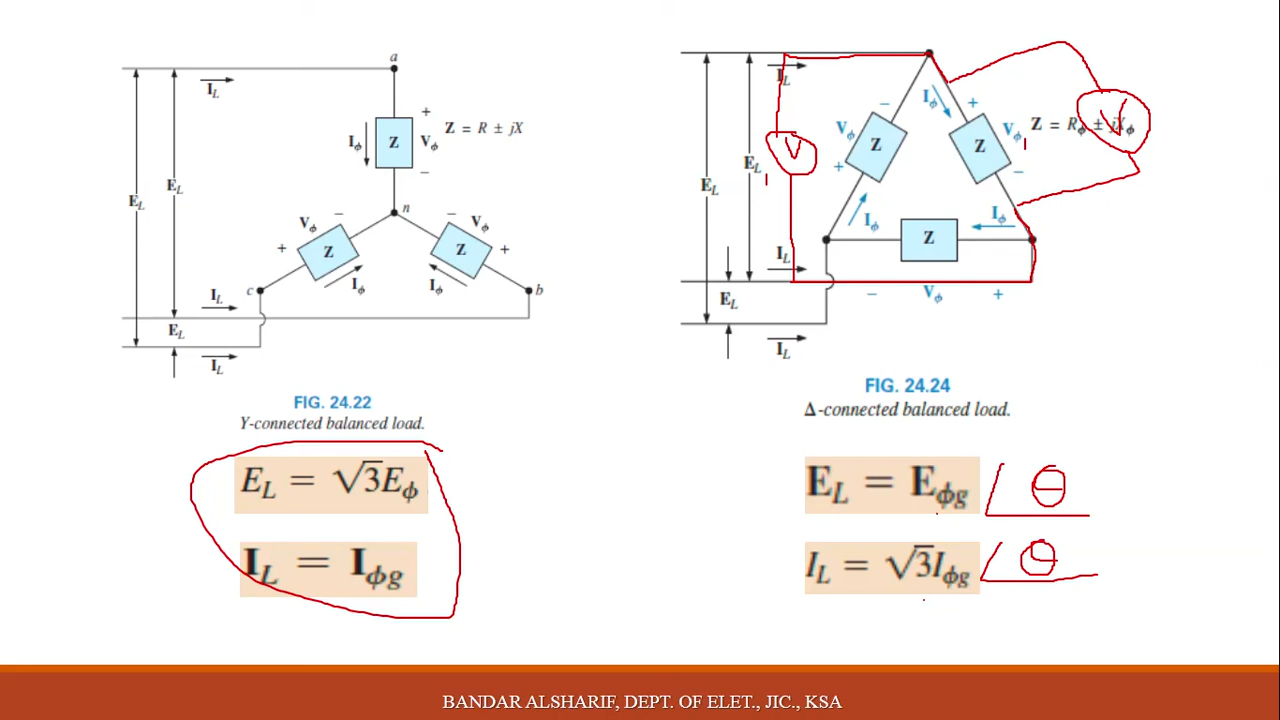 a
I_L
+
Z = R ± jX
I_ϕ
Z
V_ϕ
−
E_L
E_L
n
V_ϕ
−
−
V_ϕ
+
Z
Z
+
I_ϕ
I_ϕ
c
b
I_L
E_L
I_L
FIG. 24.22
Y-connected balanced load.
E_L = √3E_ϕ
I_L = I_ϕg
I_L
V
E_L
E_L
−
I_ϕ
+
V_ϕ
Z
+
Z
V_ϕ
−
Z = R_ϕ ± jX_ϕ
V
I_ϕ
I_ϕ
Z
I_L
E_L
− V_ϕ +
I_L
FIG. 24.24
Δ-connected balanced load.
E_L = E_ϕg ∠θ
I_L = √3I_ϕg ∠θ
BANDAR ALSHARIF, DEPT. OF ELET., JIC., KSA